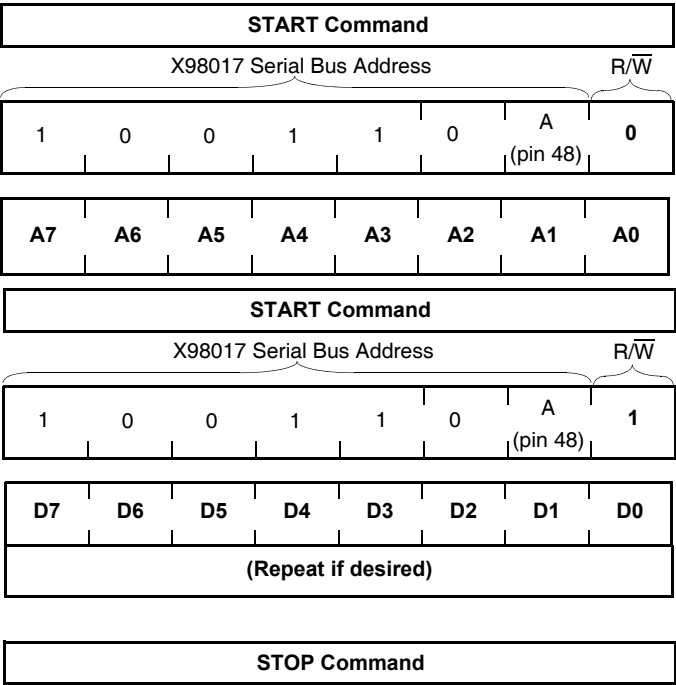 START Command
X98017 Serial Bus Address R/W̅
1 0 0 1 1 0 A (pin 48) 0
A7 A6 A5 A4 A3 A2 A1 A0
START Command
X98017 Serial Bus Address R/W̅
1 0 0 1 1 0 A (pin 48) 1
D7 D6 D5 D4 D3 D2 D1 D0
(Repeat if desired)
STOP Command